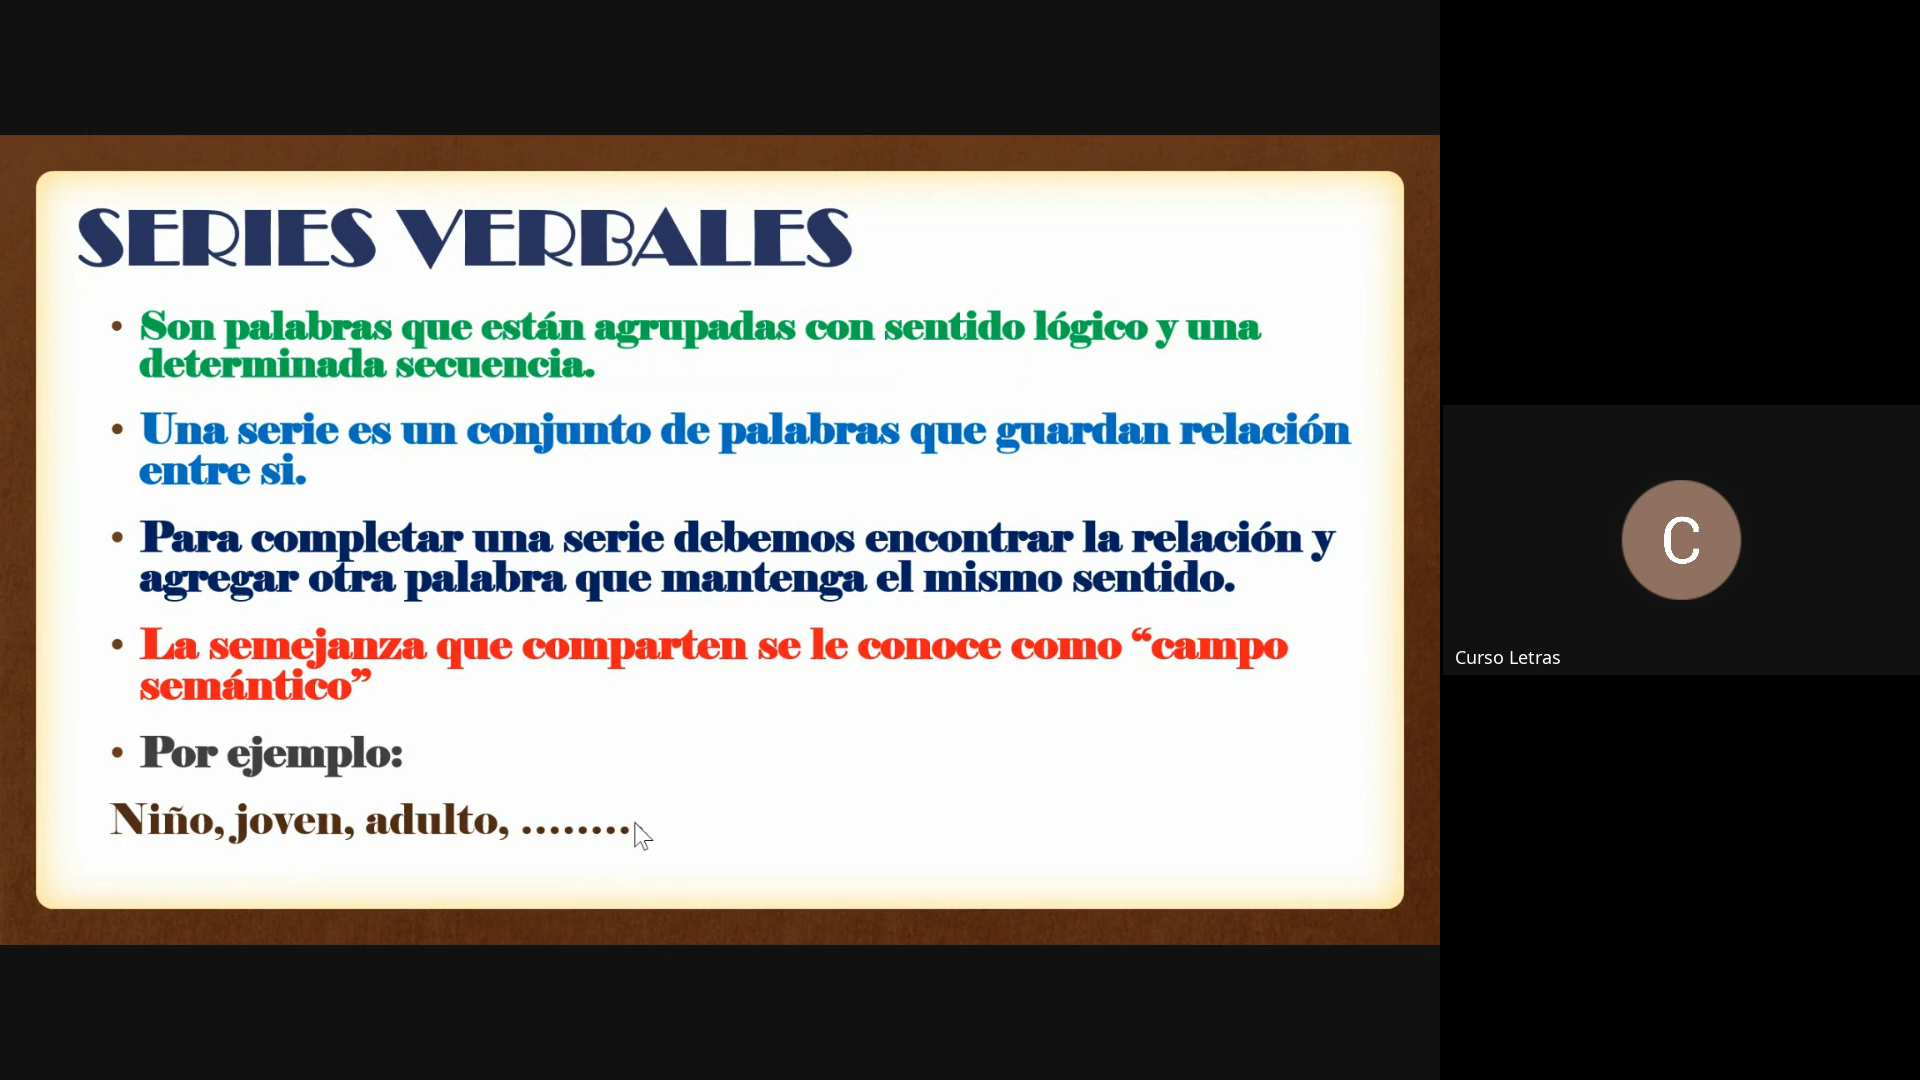 SERIES VERBALES
• Son palabras que están agrupadas con sentido lógico y una
determinada secuencia.
• Una serie es un conjunto de palabras que guardan relación
entre si.
• Para completar una serie debemos encontrar la relación y
agregar otra palabra que mantenga el mismo sentido.
• La semejanza que comparten se le conoce como “campo
semántico”
• Por ejemplo:
Niño, joven, adulto, ........
C
Curso Letras